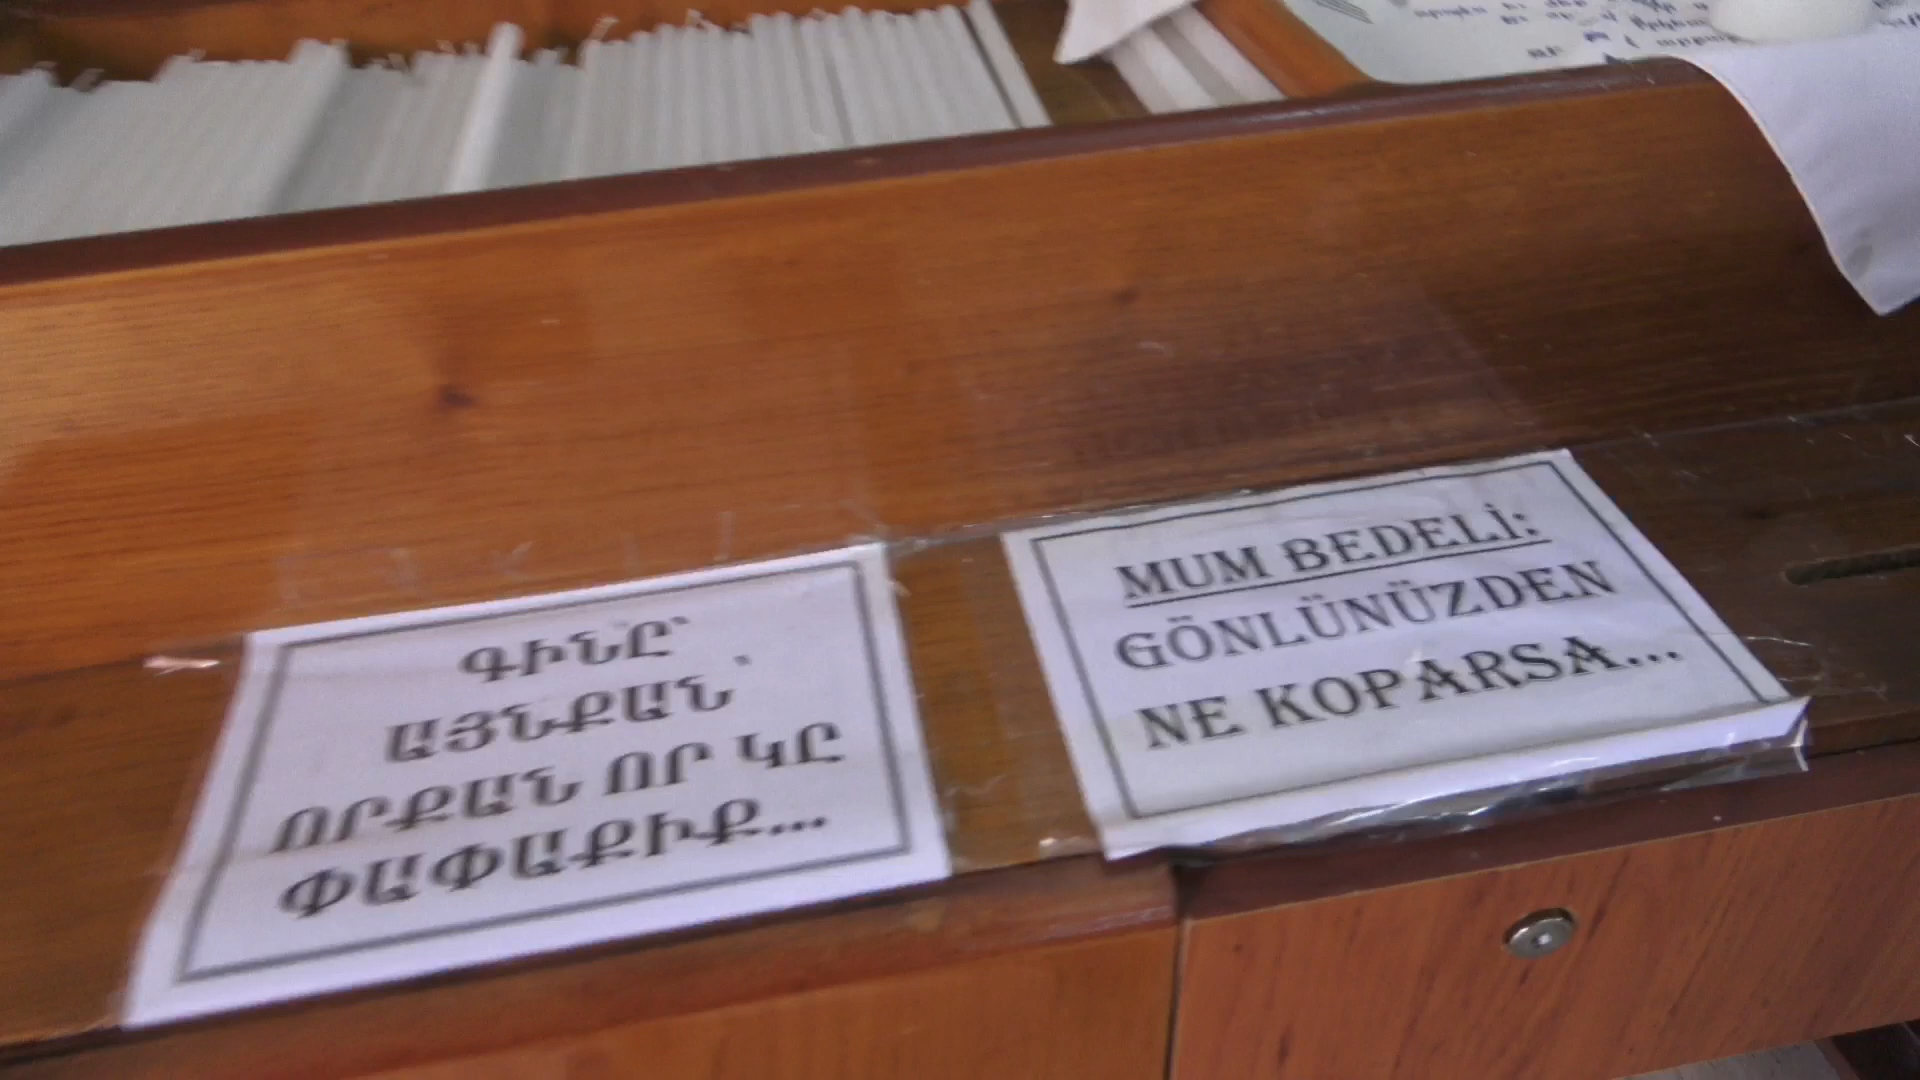 ԳԻՆԸ՝
ԱՅՆՔԱՆ՝
ՈՐՔԱՆ ՈՐ ԿԸ
ՓԱՓԱՔԻՔ...
MUM BEDELİ:
GÖNLÜNÜZDEN
NE KOPARSA...